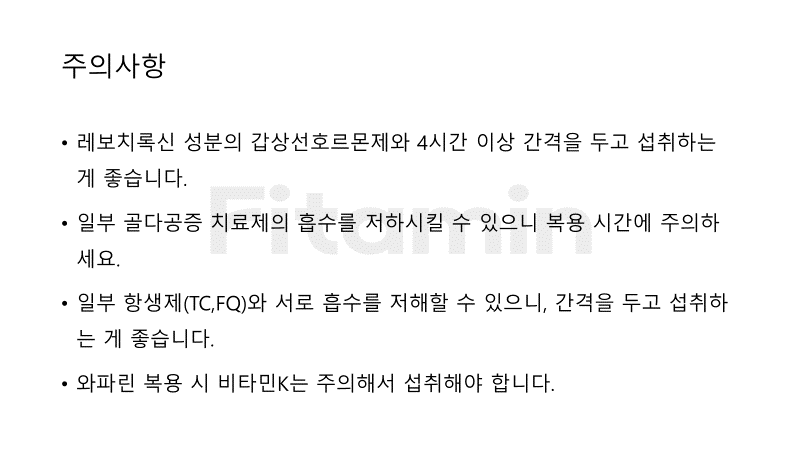 주의사항
• 레보치록신 성분의 갑상선호르몬제와 4시간 이상 간격을 두고 섭취하는
게 좋습니다.
Fitamin
• 일부 골다공증 치료제의 흡수를 저하시킬 수 있으니 복용 시간에 주의하
세요.
• 일부 항생제(TC,FQ)와 서로 흡수를 저해할 수 있으니, 간격을 두고 섭취하
는 게 좋습니다.
• 와파린 복용 시 비타민K는 주의해서 섭취해야 합니다.